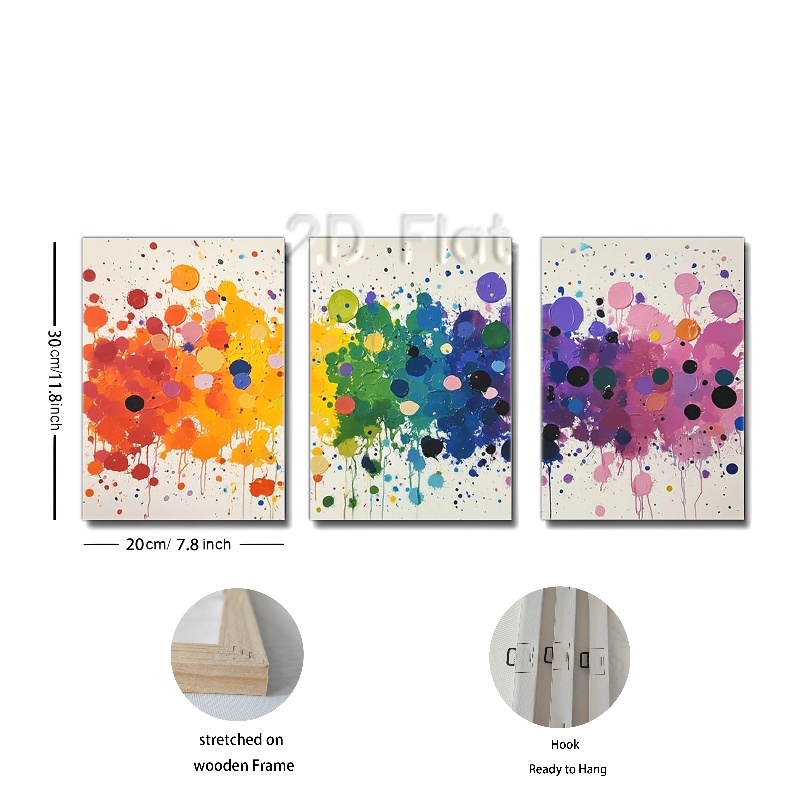 2D Flat
30cm/11.8inch
20cm/ 7.8 inch
stretched on
wooden Frame
Hook
Ready to Hang